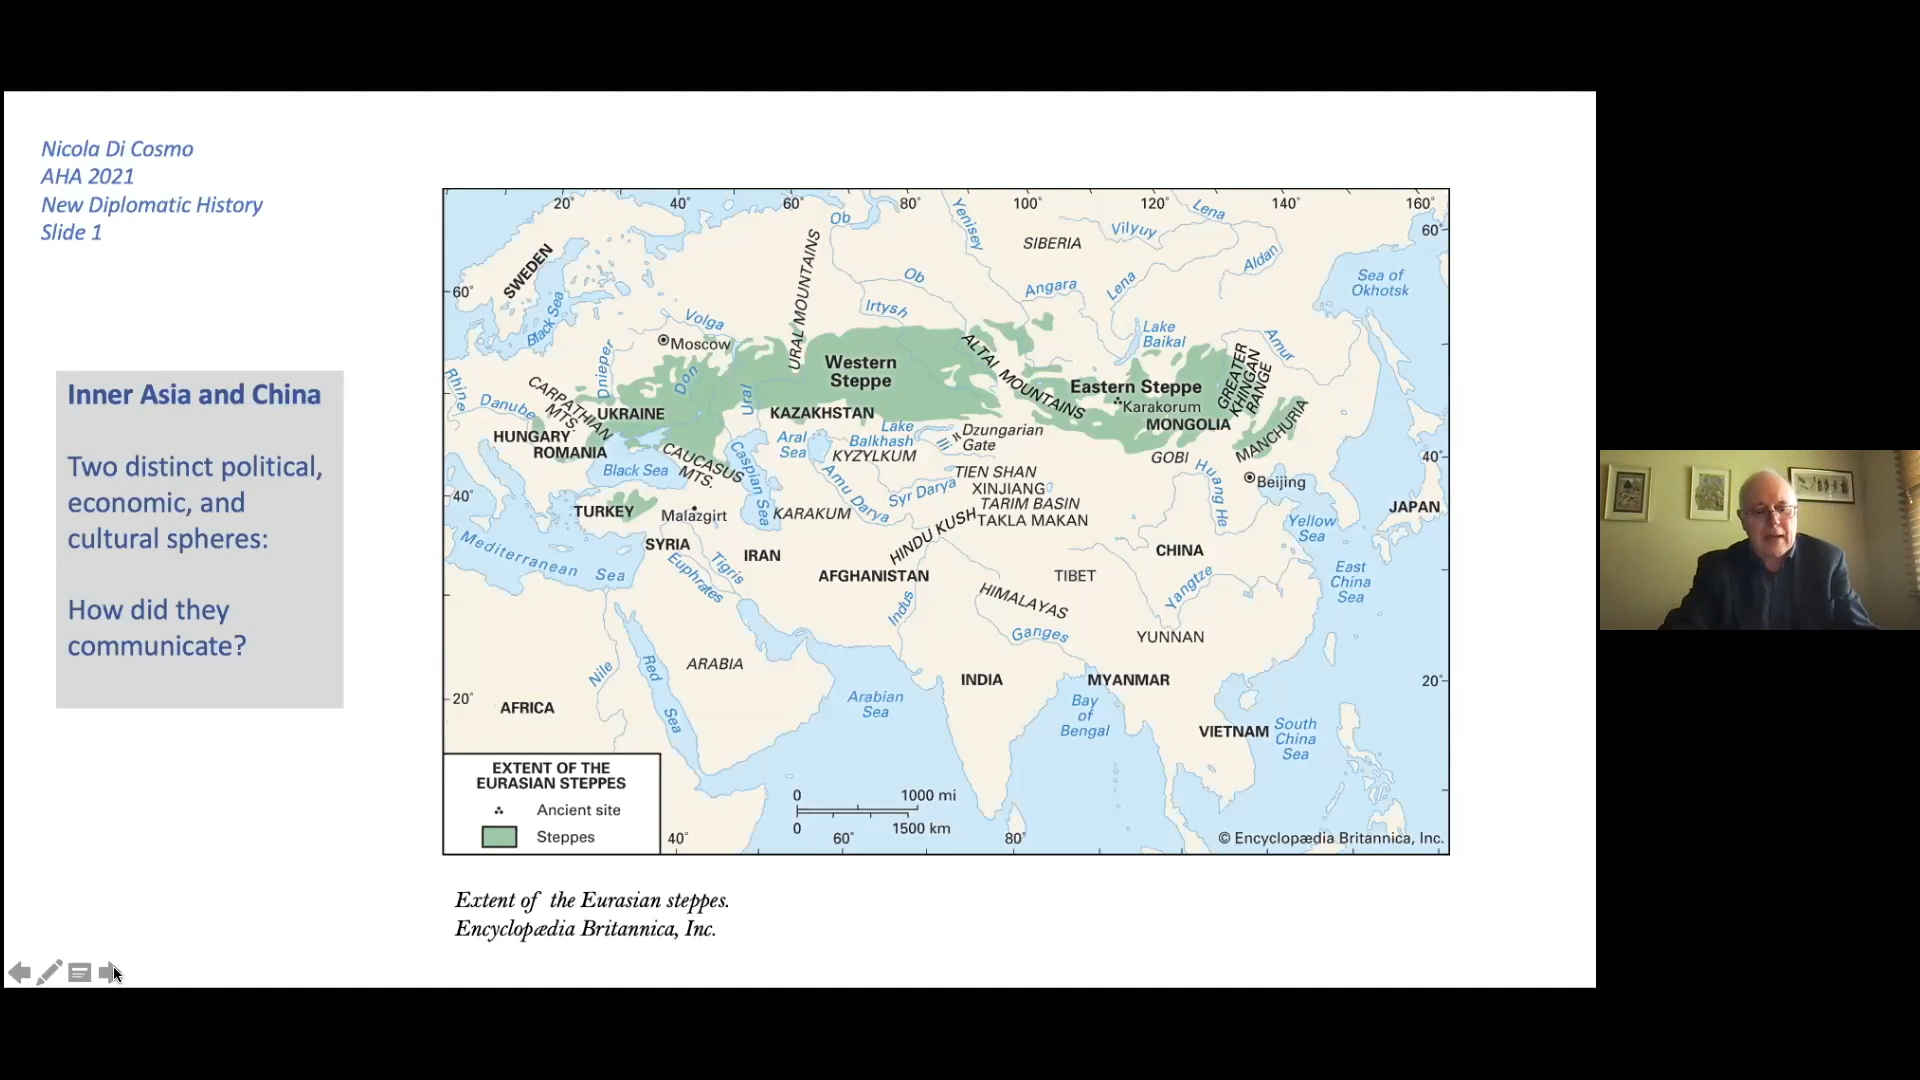 Nicola Di Cosmo
AHA 2021
New Diplomatic History
Slide 1
Inner Asia and China
Two distinct political,
economic, and
cultural spheres:
How did they
communicate?
20°
40°
60°
80°
100°
120°
140°
160°
60°
60°
40°
40°
20°
20°
40°
60°
80°
SWEDEN
Black Sea
Rhine
Danube
CARPATHIAN
MTS.
HUNGARY
ROMANIA
UKRAINE
Dnieper
Don
Volga
Moscow
Ural
URAL MOUNTAINS
Ob
Ob
Irtysh
Yenisey
SIBERIA
Angara
Lena
Vilyuy
Lena
Aldan
Sea of
Okhotsk
Lake
Baikal
Amur
Western
Steppe
ALTAI MOUNTAINS
Eastern Steppe
Karakorum
MONGOLIA
GREATER
KHINGAN
RANGE
MANCHURIA
KAZAKHSTAN
Aral
Sea
Lake
Balkhash
Ili
KYZYLKUM
Dzungarian
Gate
GOBI
Huang He
Beijing
Black Sea
CAUCASUS
MTS.
Caspian Sea
Amu Darya
Syr Darya
TIEN SHAN
XINJIANG
TARIM BASIN
TAKLA MAKAN
KARAKUM
HINDU KUSH
TURKEY
Malazgirt
SYRIA
IRAN
AFGHANISTAN
Tigris
Euphrates
Mediterranean Sea
TIBET
CHINA
Yangtze
Yellow
Sea
East
China
Sea
JAPAN
HIMALAYAS
Indus
Ganges
YUNNAN
Nile
Red Sea
ARABIA
AFRICA
Arabian
Sea
INDIA
Bay
of
Bengal
MYANMAR
VIETNAM
South
China
Sea
EXTENT OF THE
EURASIAN STEPPES
Ancient site
Steppes
0 1000 mi
0 1500 km
© Encyclopædia Britannica, Inc.
Extent of the Eurasian steppes.
Encyclopædia Britannica, Inc.